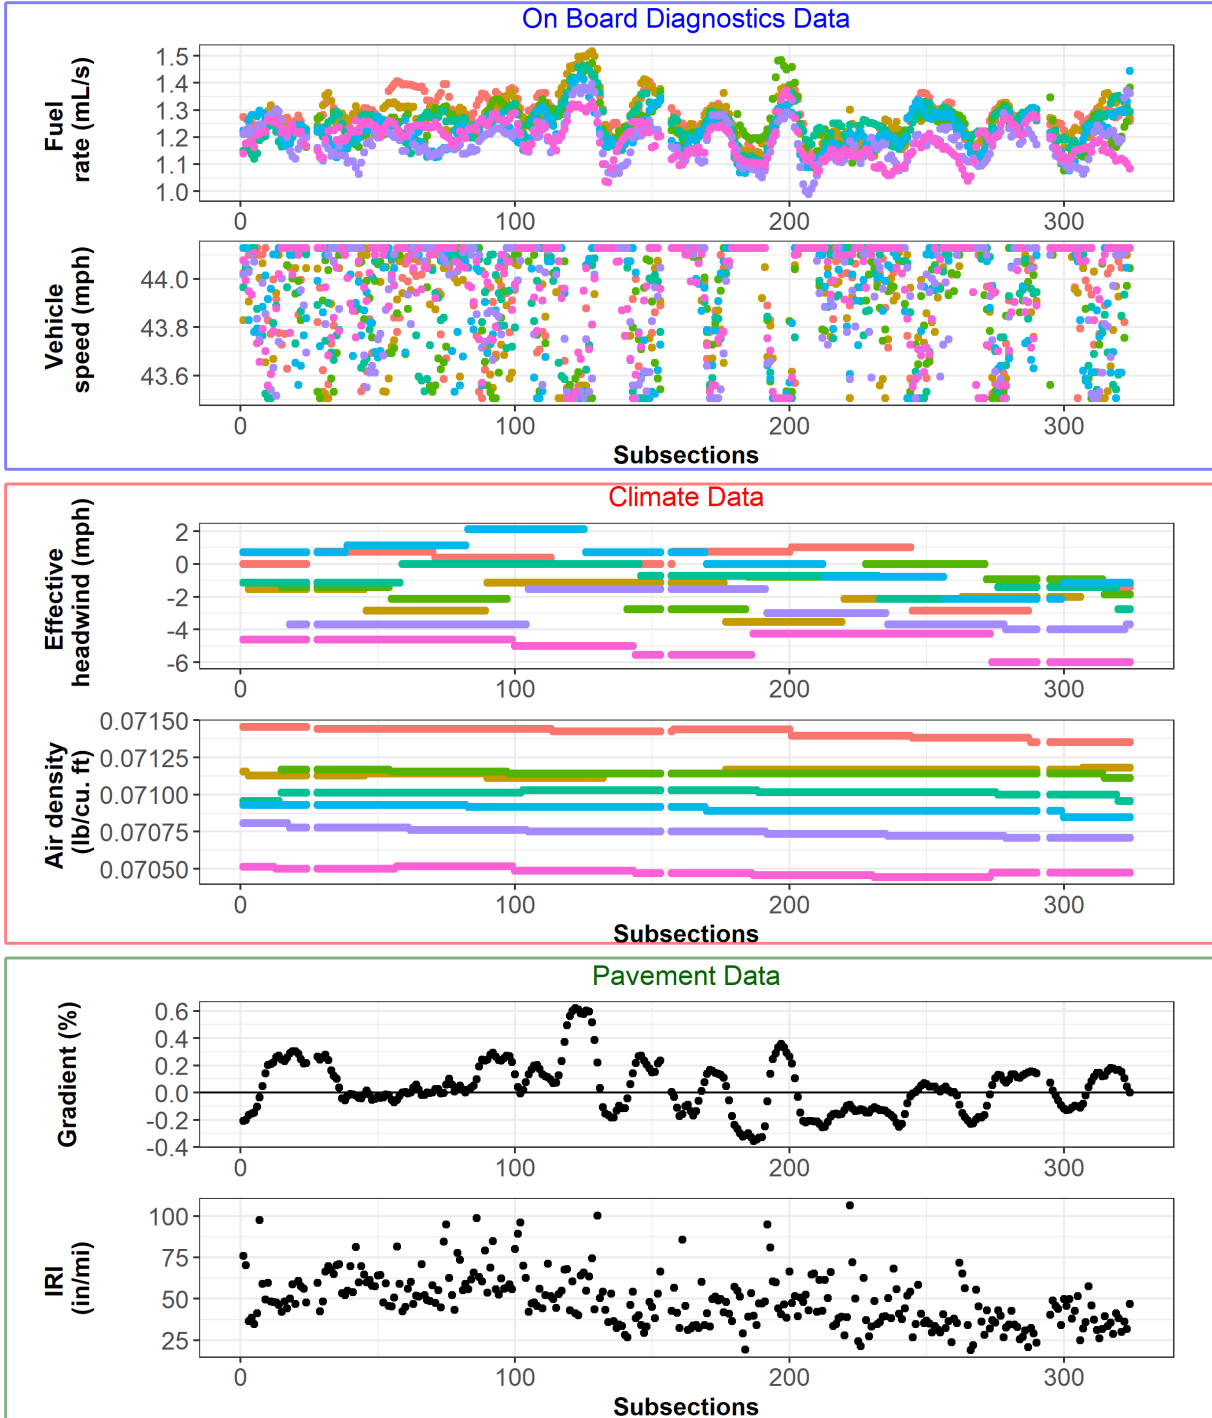 On Board Diagnostics Data
Fuel
rate (mL/s)
1.5
1.4
1.3
1.2
1.1
1.0
0 100 200 300
Vehicle
speed (mph)
44.0
43.8
43.6
0 100 200 300
Subsections
Climate Data
Effective
headwind (mph)
2
0
-2
-4
-6
0 100 200 300
Air density
(lb/cu. ft)
0.07150
0.07125
0.07100
0.07075
0.07050
0 100 200 300
Subsections
Pavement Data
Gradient (%)
0.6
0.4
0.2
0.0
-0.2
-0.4
0 100 200 300
IRI
(in/mi)
100
75
50
25
0 100 200 300
Subsections